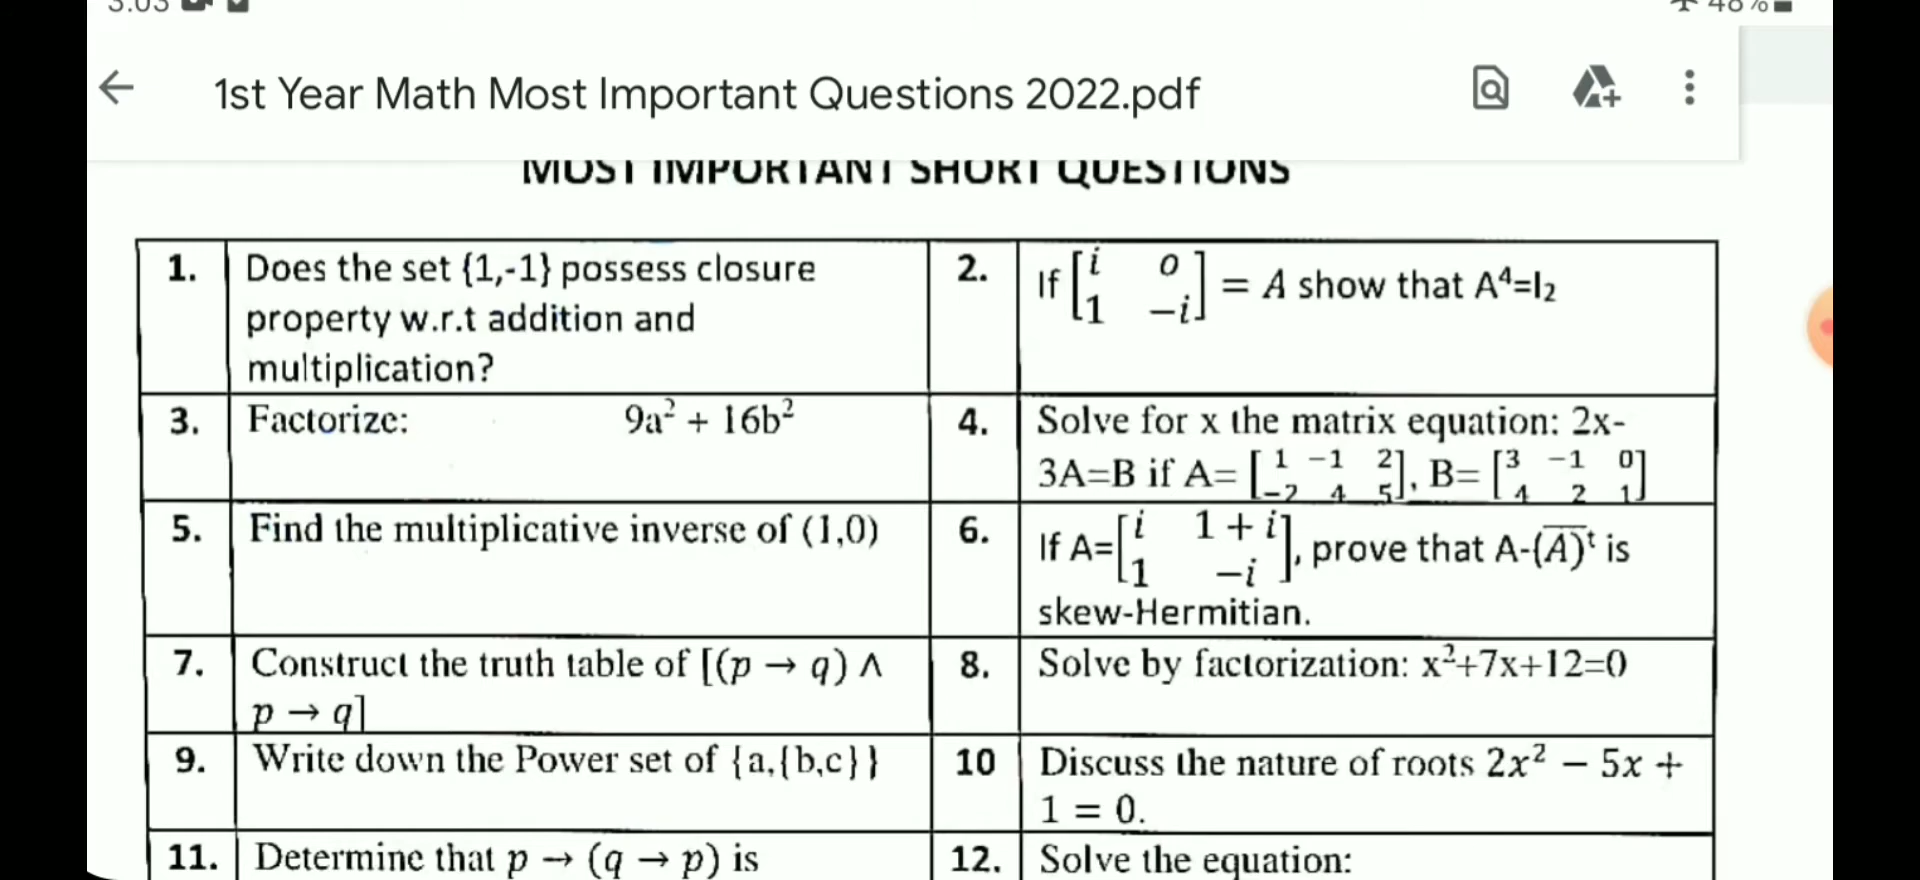 3:03
48%
1st Year Math Most Important Questions 2022.pdf
MOST IMPORTANT SHORT QUESTIONS
1. Does the set {1,-1} possess closure
property w.r.t addition and
multiplication?
2. If [i 0; 1 −i] = A show that A⁴=I₂
3. Factorize: 9a² + 16b²
4. Solve for x the matrix equation: 2x-
3A=B if A= [1 −1 2; −2 4 5], B= [3 −1 0; 4 2 1]
5. Find the multiplicative inverse of (1,0)
6. If A=[i 1+i; 1 −i], prove that A-(A̅)ᵗ is
skew-Hermitian.
7. Construct the truth table of [(p → q) ∧
p → q]
8. Solve by factorization: x²+7x+12=0
9. Write down the Power set of {a,{b,c}}
10 Discuss the nature of roots 2x² − 5x +
1 = 0.
11. Determine that p → (q → p) is
12. Solve the equation: